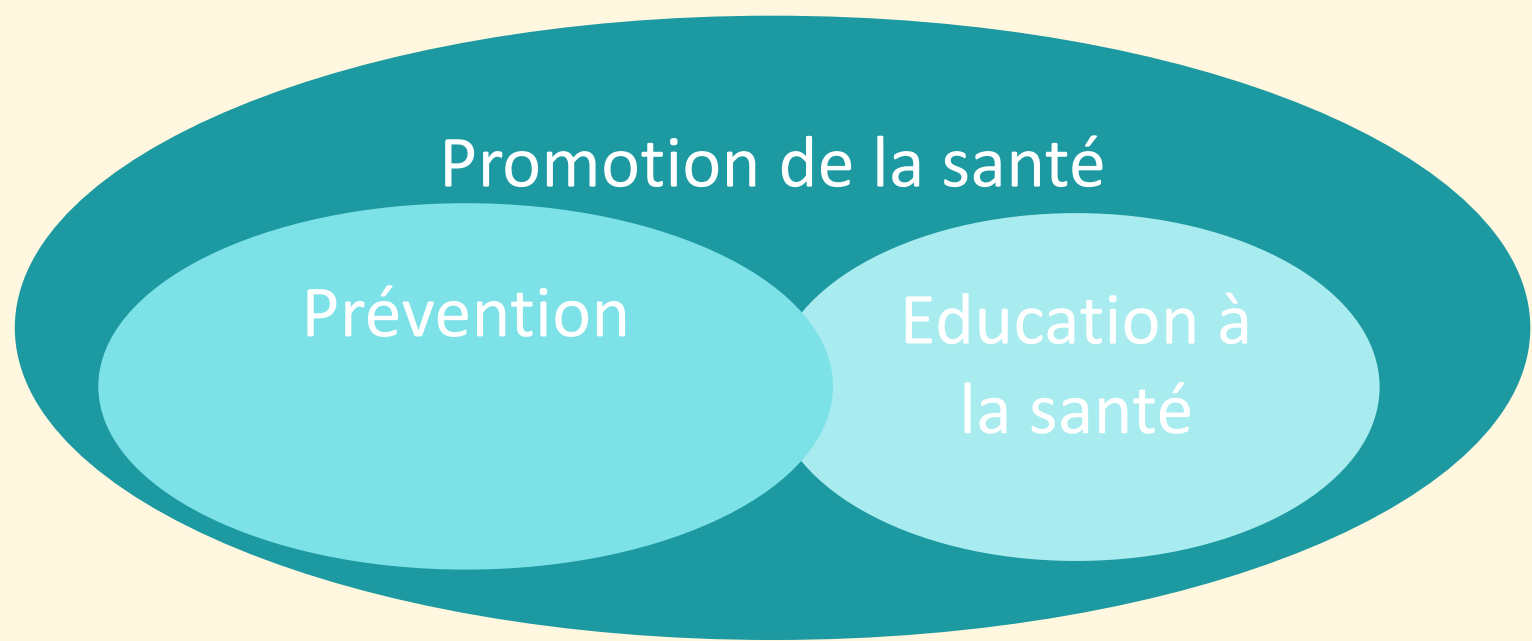 Promotion de la santé
Prévention
Education à
la santé